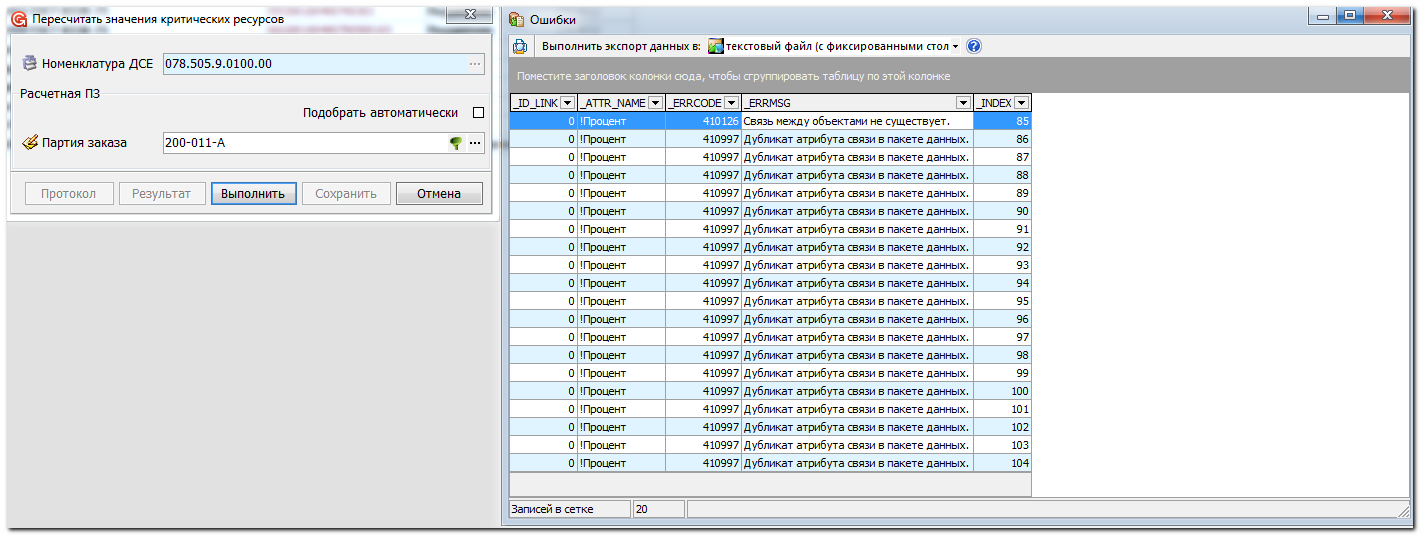 Пересчитать значения критических ресурсов
Номенклатура ДСЕ 078.505.9.0100.00 ...
Расчетная ПЗ
Подобрать автоматически
Партия заказа 200-011-А ...
Протокол Результат Выполнить Сохранить Отмена
Ошибки
Выполнить экспорт данных в: текстовый файл (с фиксированными стол
Поместите заголовок колонки сюда, чтобы сгруппировать таблицу по этой колонке
_ID_LINK _ATTR_NAME _ERRCODE _ERRMSG _INDEX
0 !Процент 410126 Связь между объектами не существует. 85
0 !Процент 410997 Дубликат атрибута связи в пакете данных. 86
0 !Процент 410997 Дубликат атрибута связи в пакете данных. 87
0 !Процент 410997 Дубликат атрибута связи в пакете данных. 88
0 !Процент 410997 Дубликат атрибута связи в пакете данных. 89
0 !Процент 410997 Дубликат атрибута связи в пакете данных. 90
0 !Процент 410997 Дубликат атрибута связи в пакете данных. 91
0 !Процент 410997 Дубликат атрибута связи в пакете данных. 92
0 !Процент 410997 Дубликат атрибута связи в пакете данных. 93
0 !Процент 410997 Дубликат атрибута связи в пакете данных. 94
0 !Процент 410997 Дубликат атрибута связи в пакете данных. 95
0 !Процент 410997 Дубликат атрибута связи в пакете данных. 96
0 !Процент 410997 Дубликат атрибута связи в пакете данных. 97
0 !Процент 410997 Дубликат атрибута связи в пакете данных. 98
0 !Процент 410997 Дубликат атрибута связи в пакете данных. 99
0 !Процент 410997 Дубликат атрибута связи в пакете данных. 100
0 !Процент 410997 Дубликат атрибута связи в пакете данных. 101
0 !Процент 410997 Дубликат атрибута связи в пакете данных. 102
0 !Процент 410997 Дубликат атрибута связи в пакете данных. 103
0 !Процент 410997 Дубликат атрибута связи в пакете данных. 104
Записей в сетке 20